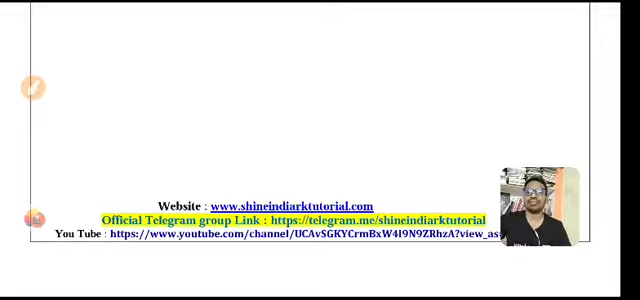 Website : www.shineindiarktutorial.com
Official Telegram group Link : https://telegram.me/shineindiarktutorial
You Tube : https://www.youtube.com/channel/UCAvSGKYCrmBxW4I9N9ZRhzA?view_as=